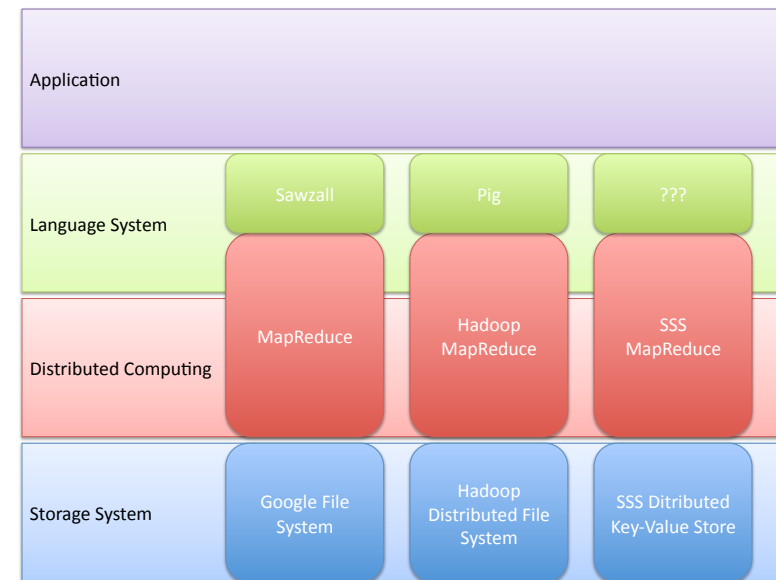 Application
Language System
Sawzall
Pig
???
Distributed Computing
MapReduce
Hadoop
MapReduce
SSS
MapReduce
Storage System
Google File
System
Hadoop
Distributed File
System
SSS Ditributed
Key-Value Store